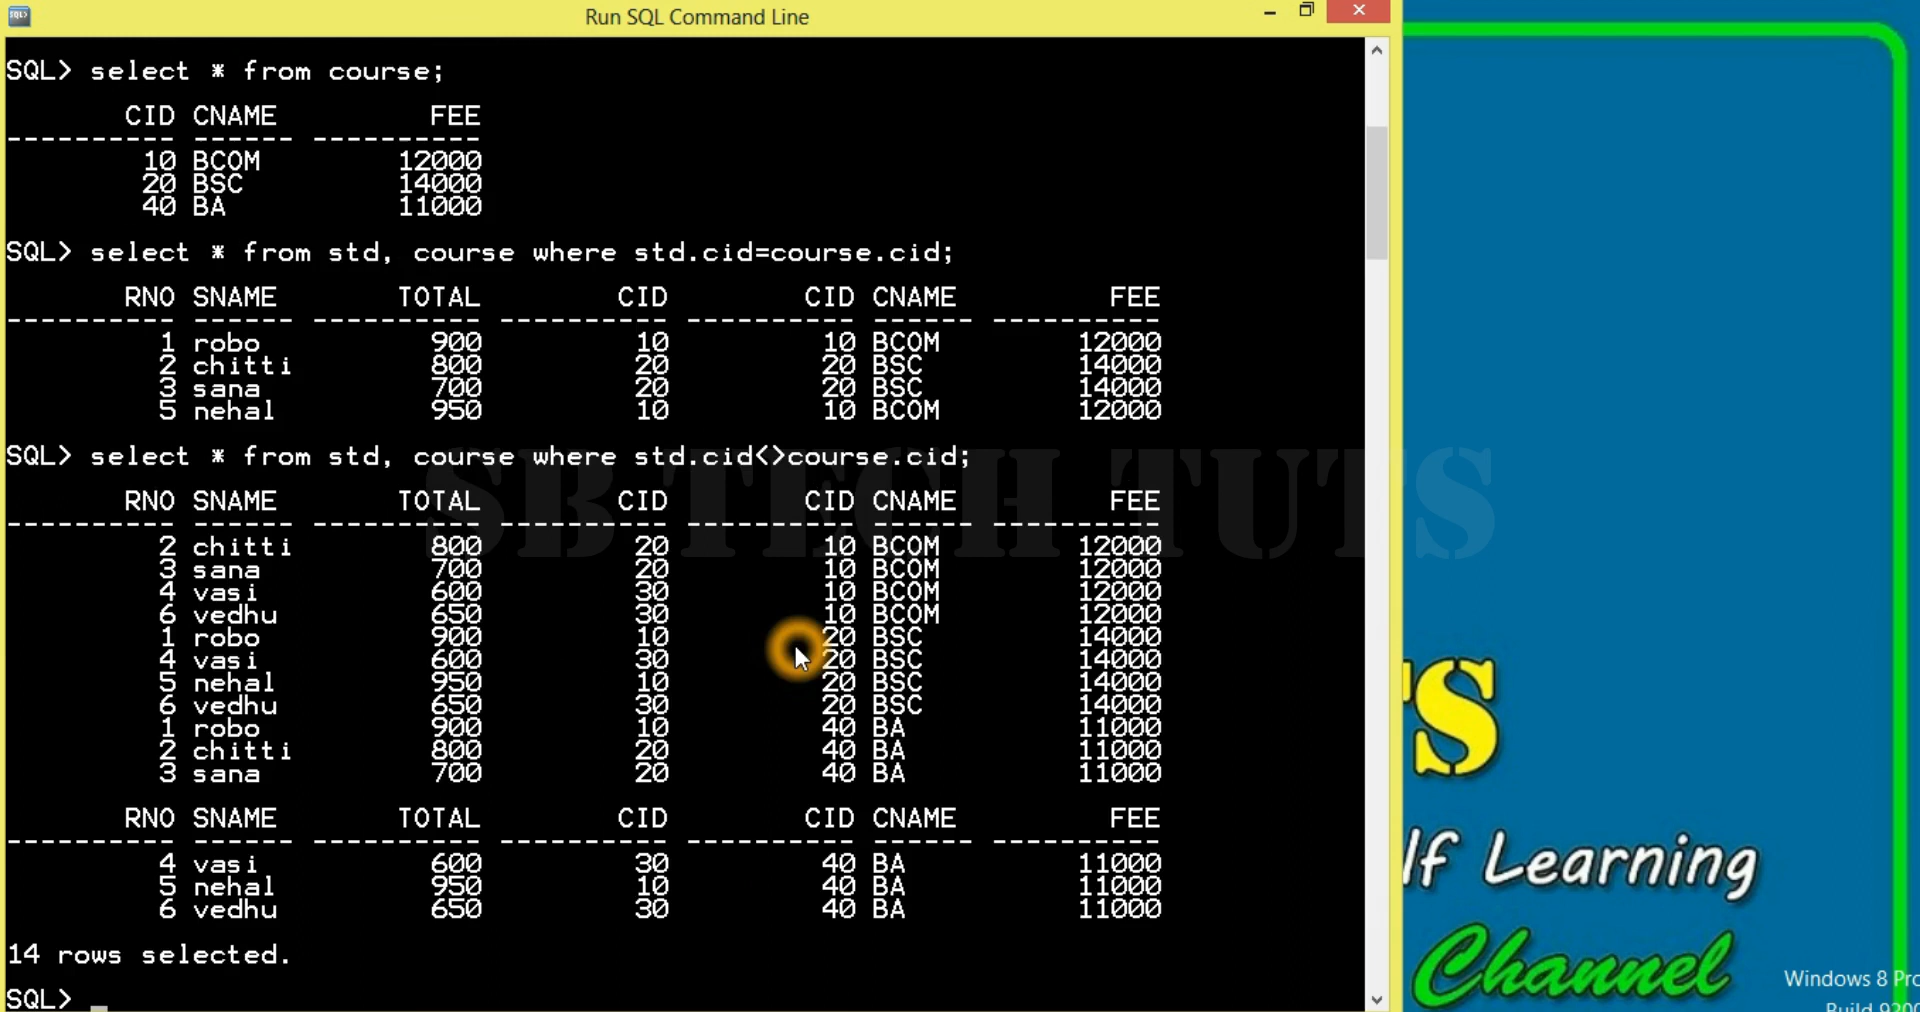 Run SQL Command Line
SQL> select * from course;
CID CNAME FEE
---------- ------ ----------
10 BCOM 12000
20 BSC 14000
40 BA 11000
SQL> select * from std, course where std.cid=course.cid;
RNO SNAME TOTAL CID CID CNAME FEE
---------- ------ ---------- ---------- ---------- ------ ----------
1 robo 900 10 10 BCOM 12000
2 chitti 800 20 20 BSC 14000
3 sana 700 20 20 BSC 14000
5 nehal 950 10 10 BCOM 12000
SQL> select * from std, course where std.cid<>course.cid;
SB TECH TUTS
RNO SNAME TOTAL CID CID CNAME FEE
---------- ------ ---------- ---------- ---------- ------ ----------
2 chitti 800 20 10 BCOM 12000
3 sana 700 20 10 BCOM 12000
4 vasi 600 30 10 BCOM 12000
6 vedhu 650 30 10 BCOM 12000
1 robo 900 10 20 BSC 14000
4 vasi 600 30 20 BSC 14000
5 nehal 950 10 20 BSC 14000
6 vedhu 650 30 20 BSC 14000
1 robo 900 10 40 BA 11000
2 chitti 800 20 40 BA 11000
3 sana 700 20 40 BA 11000
RNO SNAME TOTAL CID CID CNAME FEE
---------- ------ ---------- ---------- ---------- ------ ----------
4 vasi 600 30 40 BA 11000
5 nehal 950 10 40 BA 11000
6 vedhu 650 30 40 BA 11000
14 rows selected.
SQL>
S
lf Learning
Channel
Windows 8 Pro
Build 9200